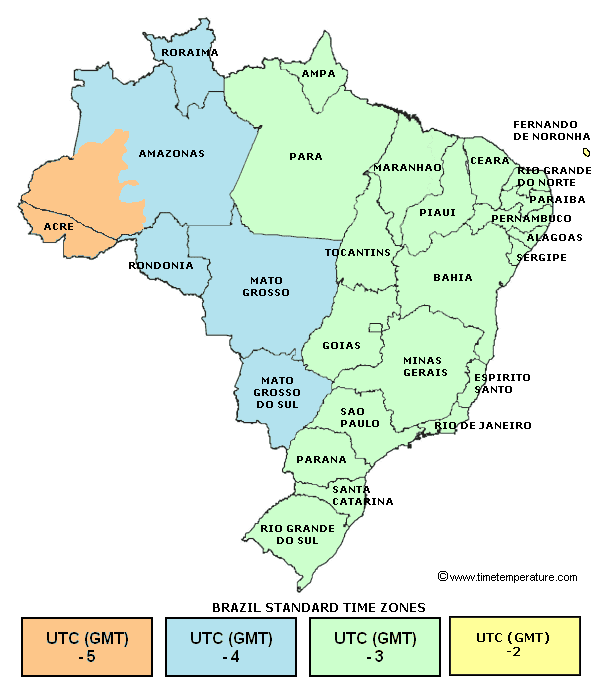 RORAIMA
AMPA
FERNANDO
DE NORONHA
AMAZONAS
PARA
MARANHAO
CEARA
RIO GRANDE
DO NORTE
PARAIBA
PIAUI
PERNAMBUCO
ACRE
ALAGOAS
TOCANTINS
SERGIPE
RONDONIA
BAHIA
MATO
GROSSO
GOIAS
MINAS
GERAIS
ESPIRITO
SANTO
MATO
GROSSO
DO SUL
SAO
PAULO
RIO DE JANEIRO
PARANA
SANTA
CATARINA
RIO GRANDE
DO SUL
©www.timetemperature.com
BRAZIL STANDARD TIME ZONES
UTC (GMT)
-5
UTC (GMT)
-4
UTC (GMT)
-3
UTC (GMT)
-2